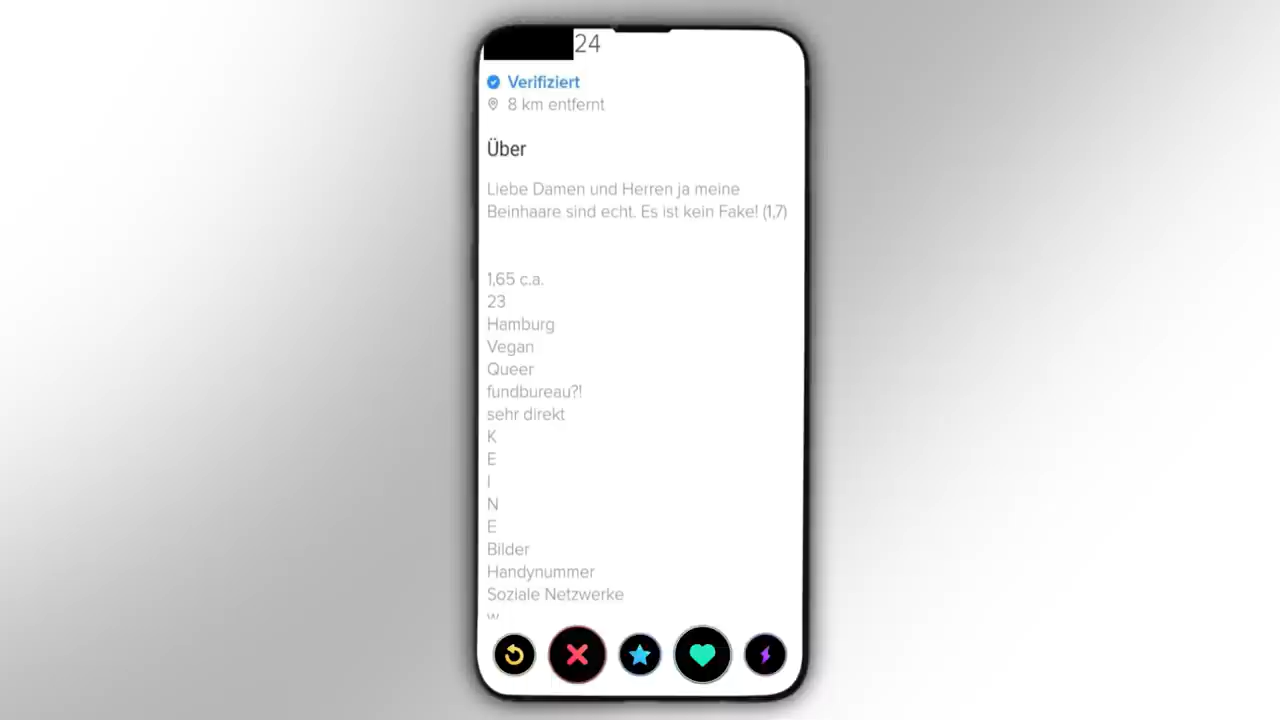 24
Verifiziert
8 km entfernt
Über
Liebe Damen und Herren ja meine
Beinhaare sind echt. Es ist kein Fake! (1,7)
1,65 c.a.
23
Hamburg
Vegan
Queer
fundbureau?!
sehr direkt
K
E
I
N
E
Bilder
Handynummer
Soziale Netzwerke